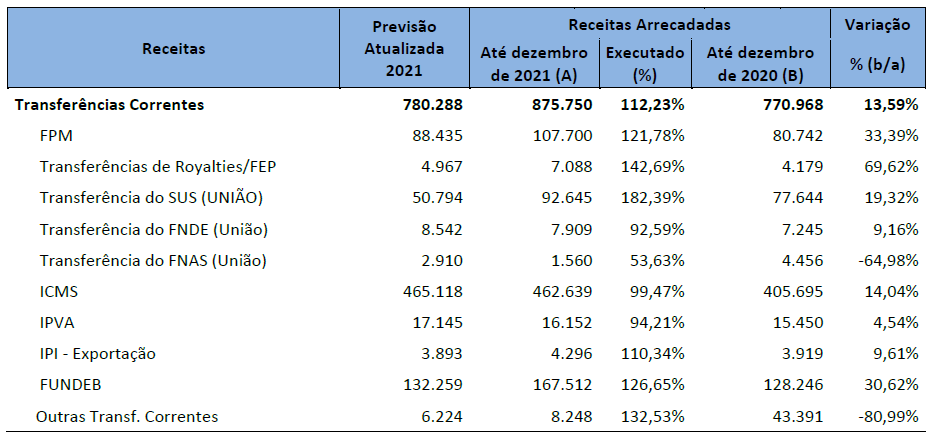 Receitas Previsão Atualizada 2021 Receitas Arrecadadas Variação
Até dezembro de 2021 (A) Executado (%) Até dezembro de 2020 (B) % (b/a)
Transferências Correntes 780.288 875.750 112,23% 770.968 13,59%
FPM 88.435 107.700 121,78% 80.742 33,39%
Transferências de Royalties/FEP 4.967 7.088 142,69% 4.179 69,62%
Transferência do SUS (UNIÃO) 50.794 92.645 182,39% 77.644 19,32%
Transferência do FNDE (União) 8.542 7.909 92,59% 7.245 9,16%
Transferência do FNAS (União) 2.910 1.560 53,63% 4.456 -64,98%
ICMS 465.118 462.639 99,47% 405.695 14,04%
IPVA 17.145 16.152 94,21% 15.450 4,54%
IPI - Exportação 3.893 4.296 110,34% 3.919 9,61%
FUNDEB 132.259 167.512 126,65% 128.246 30,62%
Outras Transf. Correntes 6.224 8.248 132,53% 43.391 -80,99%